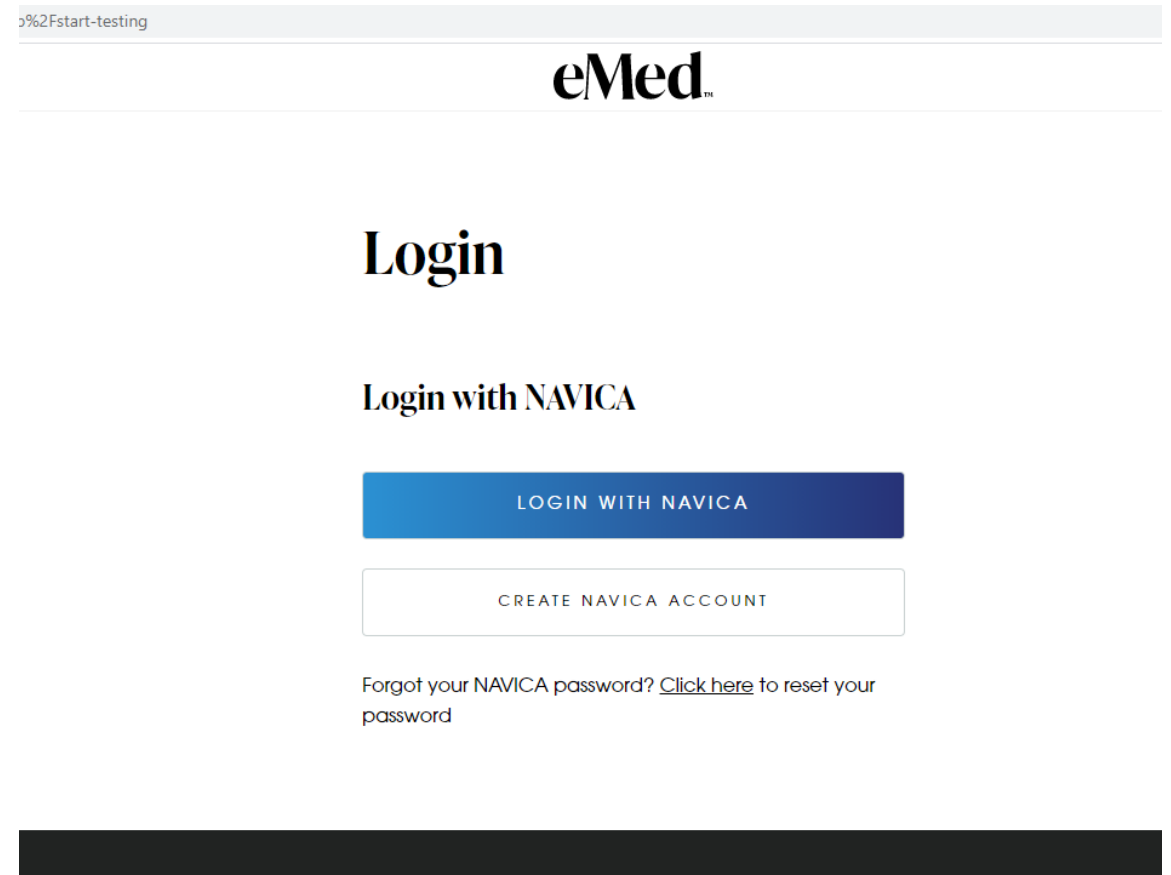 %2Fstart-testing
eMed™
Login
Login with NAVICA
LOGIN WITH NAVICA
CREATE NAVICA ACCOUNT
Forgot your NAVICA password? Click here to reset your
password